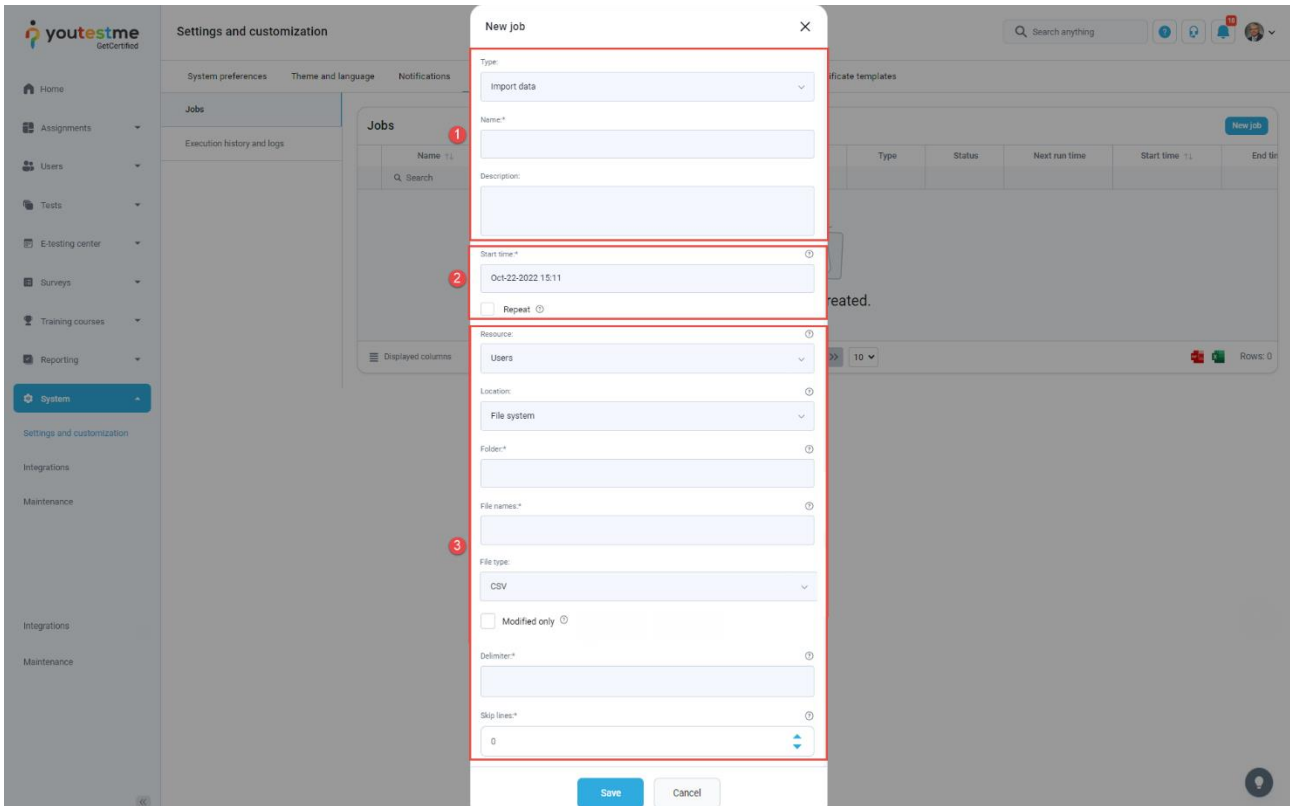 youtestme
GetCertified
Settings and customization
New job
Search anything
18
System preferences
Theme and language
Notifications
ificate templates
Home
Assignments
Users
Tests
E-testing center
Surveys
Training courses
Reporting
System
Settings and customization
Integrations
Maintenance
Integrations
Maintenance
Jobs
Execution history and logs
Jobs
New job
Name
Type
Status
Next run time
Start time
End tim
Search
reated.
Displayed columns
>>
10
Rows: 0
1
Type:
Import data
Name:*
Description:
2
Start time:*
Oct-22-2022 15:11
Repeat
3
Resource:
Users
Location:
File system
Folder:*
File names:*
File type:
CSV
Modified only
Delimiter:*
Skip lines:*
0
Save
Cancel